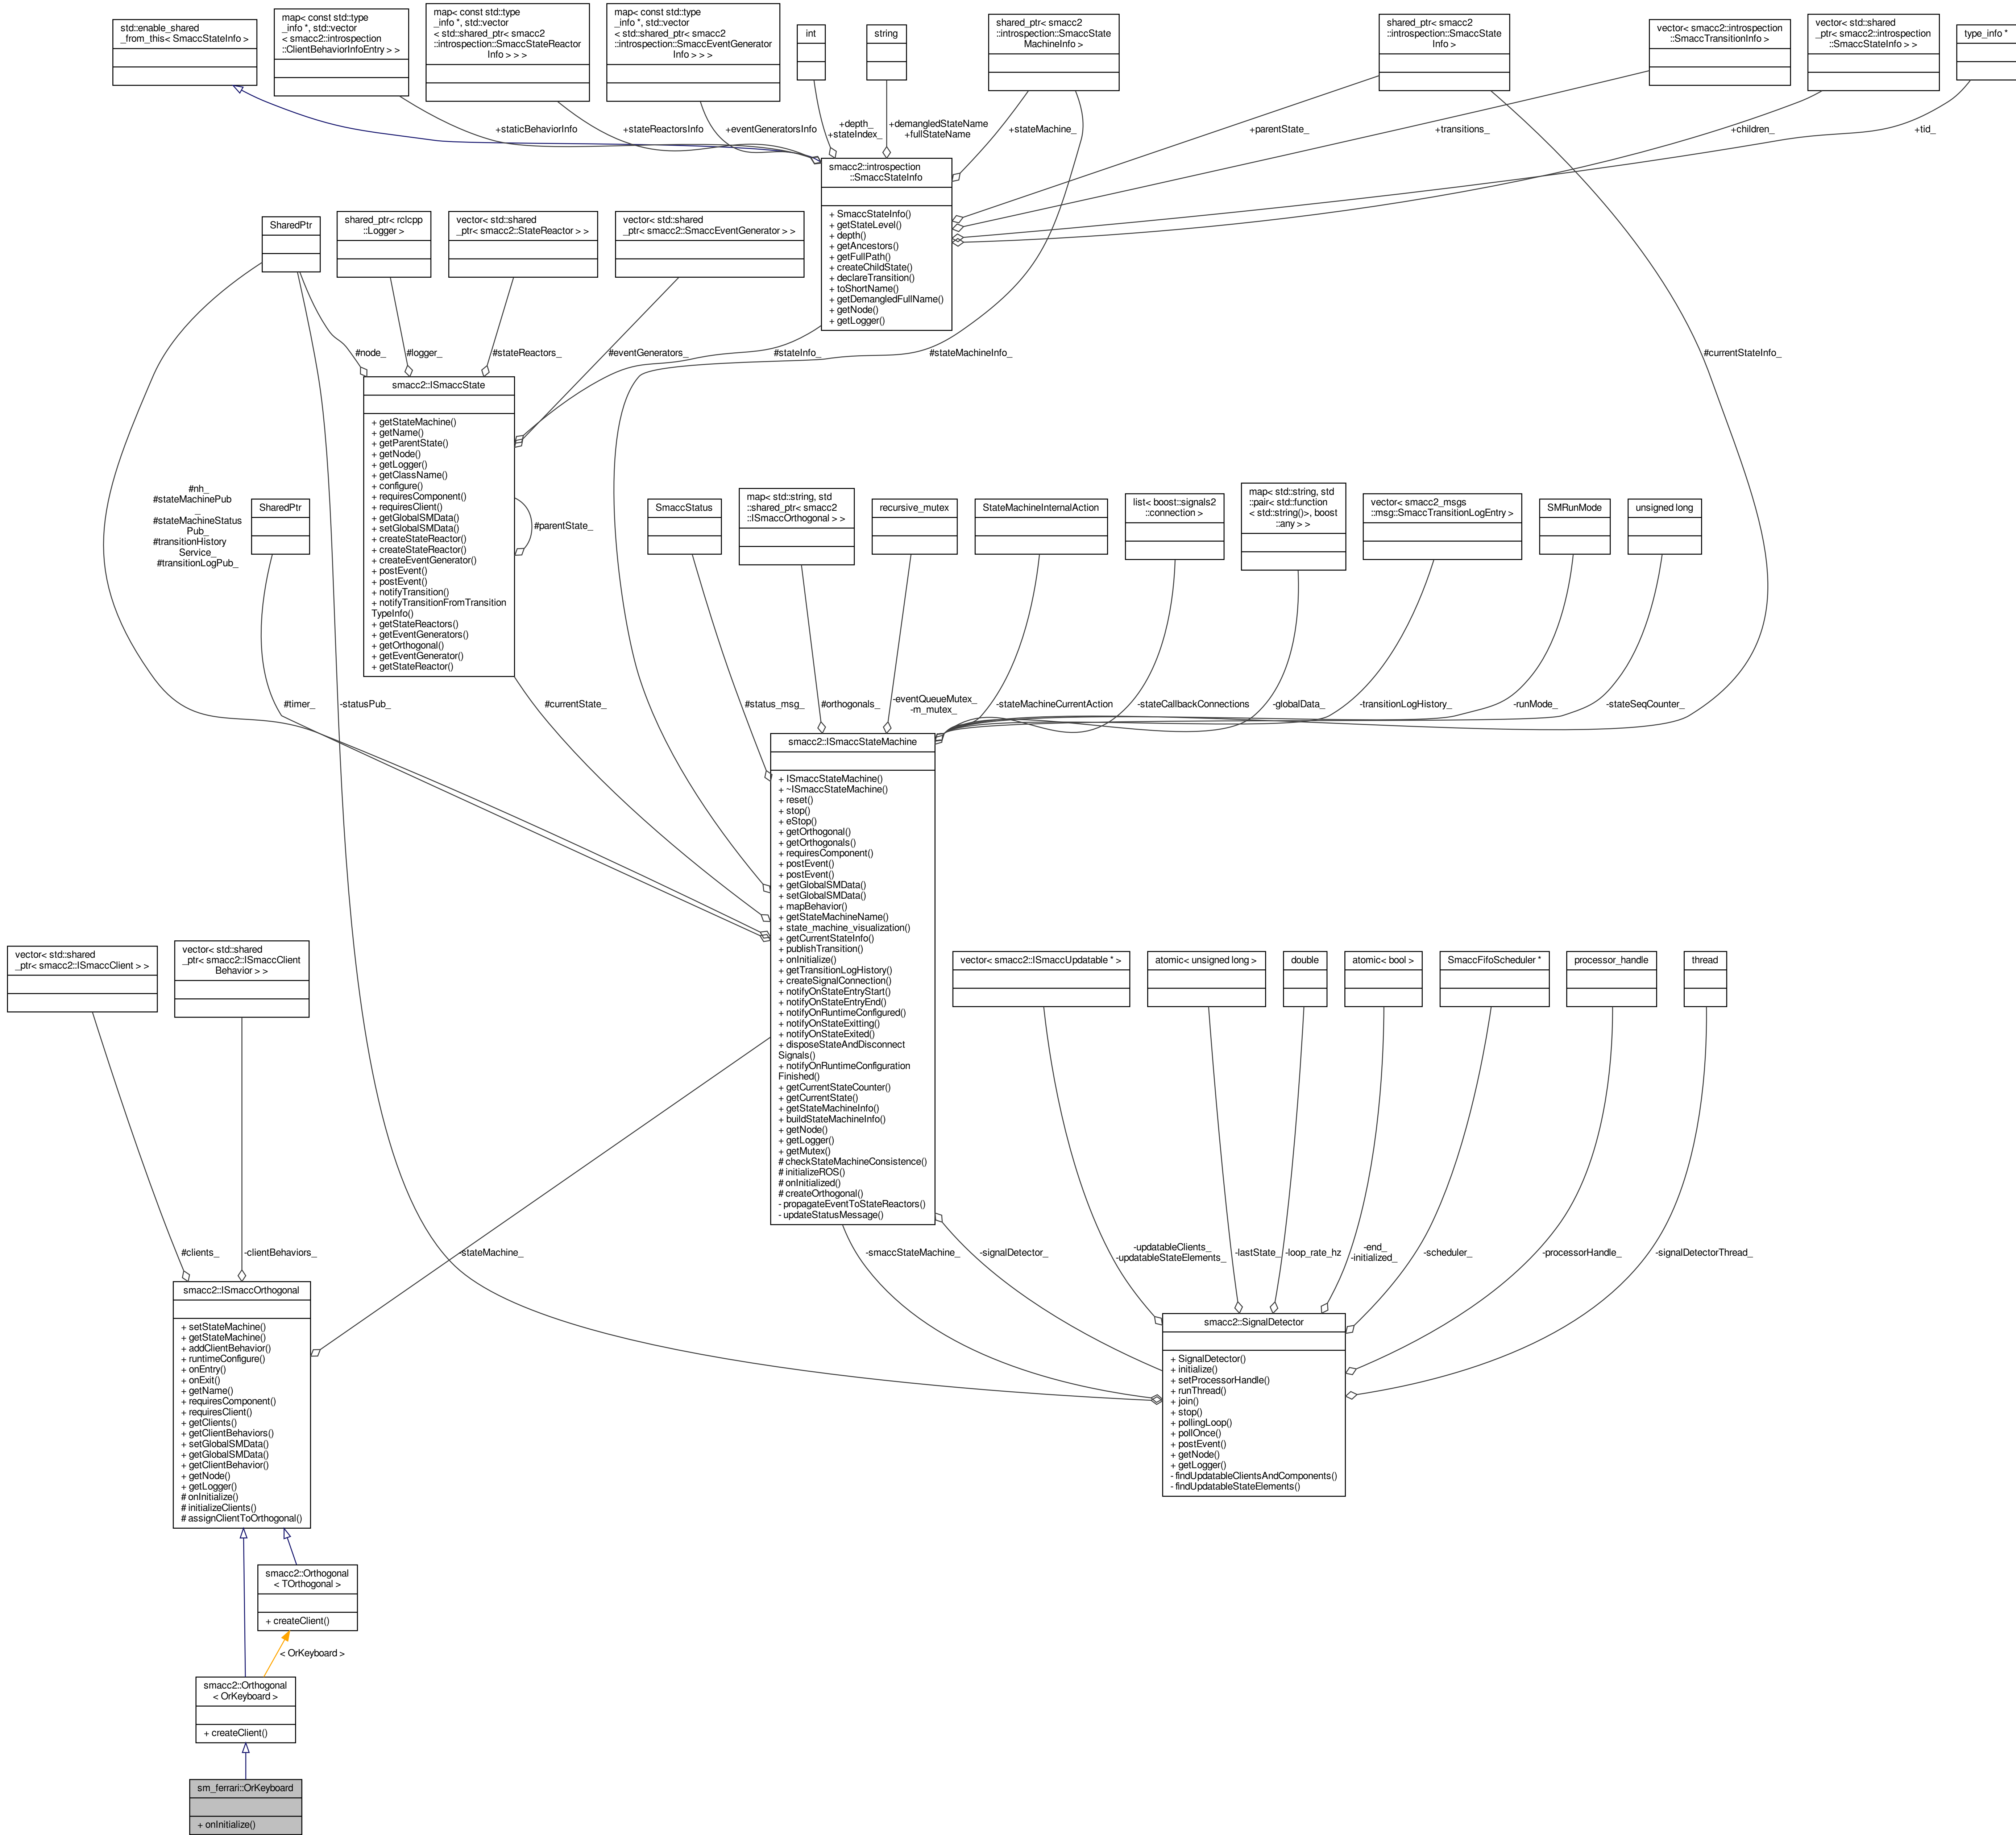 std::enable_shared
_from_this< SmaccStateInfo >
map< const std::type
_info *, std::vector
< smacc2::introspection
::ClientBehaviorInfoEntry > >
map< const std::type
_info *, std::vector
< std::shared_ptr< smacc2
::introspection::SmaccStateReactor
Info > > >
map< const std::type
_info *, std::vector
< std::shared_ptr< smacc2
::introspection::SmaccEventGenerator
Info > > >
int
string
shared_ptr< smacc2
::introspection::SmaccState
MachineInfo >
shared_ptr< smacc2
::introspection::SmaccState
Info >
vector< smacc2::introspection
::SmaccTransitionInfo >
vector< std::shared
_ptr< smacc2::introspection
::SmaccStateInfo > >
type_info *
+staticBehaviorInfo
+stateReactorsInfo
+eventGeneratorsInfo
+depth_
+stateIndex_
+demangledStateName
+fullStateName
+stateMachine_
+parentState_
+transitions_
+children_
+tid_
smacc2::introspection
::SmaccStateInfo
+ SmaccStateInfo()
+ getStateLevel()
+ depth()
+ getAncestors()
+ getFullPath()
+ createChildState()
+ declareTransition()
+ toShortName()
+ getDemangledFullName()
+ getNode()
+ getLogger()
SharedPtr
shared_ptr< rclcpp
::Logger >
vector< std::shared
_ptr< smacc2::StateReactor > >
vector< std::shared
_ptr< smacc2::SmaccEventGenerator > >
#node_
#logger_
#stateReactors_
#eventGenerators_
#stateInfo_
#stateMachineInfo_
#currentStateInfo_
smacc2::ISmaccState
+ getStateMachine()
+ getName()
+ getParentState()
+ getNode()
+ getLogger()
+ getClassName()
+ configure()
+ requiresComponent()
+ requiresClient()
+ getGlobalSMData()
+ setGlobalSMData()
+ createStateReactor()
+ createStateReactor()
+ createEventGenerator()
+ postEvent()
+ postEvent()
+ notifyTransition()
+ notifyTransitionFromTransition
TypeInfo()
+ getStateReactors()
+ getEventGenerators()
+ getOrthogonal()
+ getEventGenerator()
+ getStateReactor()
#parentState_
#nh_
#stateMachinePub
_
#stateMachineStatus
Pub_
#transitionHistory
Service_
#transitionLogPub_
SharedPtr
SmaccStatus
map< std::string, std
::shared_ptr< smacc2
::ISmaccOrthogonal > >
recursive_mutex
StateMachineInternalAction
list< boost::signals2
::connection >
map< std::string, std
::pair< std::function
< std::string()>, boost
::any > >
vector< smacc2_msgs
::msg::SmaccTransitionLogEntry >
SMRunMode
unsigned long
#timer_
-statusPub_
#currentState_
#status_msg_
#orthogonals_
-eventQueueMutex_
-m_mutex_
-stateMachineCurrentAction
-stateCallbackConnections
-globalData_
-transitionLogHistory_
-runMode_
-stateSeqCounter_
smacc2::ISmaccStateMachine
+ ISmaccStateMachine()
+ ~ISmaccStateMachine()
+ reset()
+ stop()
+ eStop()
+ getOrthogonal()
+ getOrthogonals()
+ requiresComponent()
+ postEvent()
+ postEvent()
+ getGlobalSMData()
+ setGlobalSMData()
+ mapBehavior()
+ getStateMachineName()
+ state_machine_visualization()
+ getCurrentStateInfo()
+ publishTransition()
+ onInitialize()
+ getTransitionLogHistory()
+ createSignalConnection()
+ notifyOnStateEntryStart()
+ notifyOnStateEntryEnd()
+ notifyOnRuntimeConfigured()
+ notifyOnStateExitting()
+ notifyOnStateExited()
+ disposeStateAndDisconnect
Signals()
+ notifyOnRuntimeConfiguration
Finished()
+ getCurrentStateCounter()
+ getCurrentState()
+ getStateMachineInfo()
+ buildStateMachineInfo()
+ getNode()
+ getLogger()
+ getMutex()
# checkStateMachineConsistence()
# initializeROS()
# onInitialized()
# createOrthogonal()
- propagateEventToStateReactors()
- updateStatusMessage()
vector< std::shared
_ptr< smacc2::ISmaccClient > >
vector< std::shared
_ptr< smacc2::ISmaccClient
Behavior > >
vector< smacc2::ISmaccUpdatable * >
atomic< unsigned long >
double
atomic< bool >
SmaccFifoScheduler *
processor_handle
thread
#clients_
-clientBehaviors_
-stateMachine_
-smaccStateMachine_
-signalDetector_
-updatableClients_
-updatableStateElements_
-lastState_
-loop_rate_hz
-end_
-initialized_
-scheduler_
-processorHandle_
-signalDetectorThread_
smacc2::ISmaccOrthogonal
+ setStateMachine()
+ getStateMachine()
+ addClientBehavior()
+ runtimeConfigure()
+ onEntry()
+ onExit()
+ getName()
+ requiresComponent()
+ requiresClient()
+ getClients()
+ getClientBehaviors()
+ setGlobalSMData()
+ getGlobalSMData()
+ getClientBehavior()
+ getNode()
+ getLogger()
# onInitialize()
# initializeClients()
# assignClientToOrthogonal()
smacc2::SignalDetector
+ SignalDetector()
+ initialize()
+ setProcessorHandle()
+ runThread()
+ join()
+ stop()
+ pollingLoop()
+ pollOnce()
+ postEvent()
+ getNode()
+ getLogger()
- findUpdatableClientsAndComponents()
- findUpdatableStateElements()
smacc2::Orthogonal
< TOrthogonal >
+ createClient()
< OrKeyboard >
smacc2::Orthogonal
< OrKeyboard >
+ createClient()
sm_ferrari::OrKeyboard
+ onInitialize()